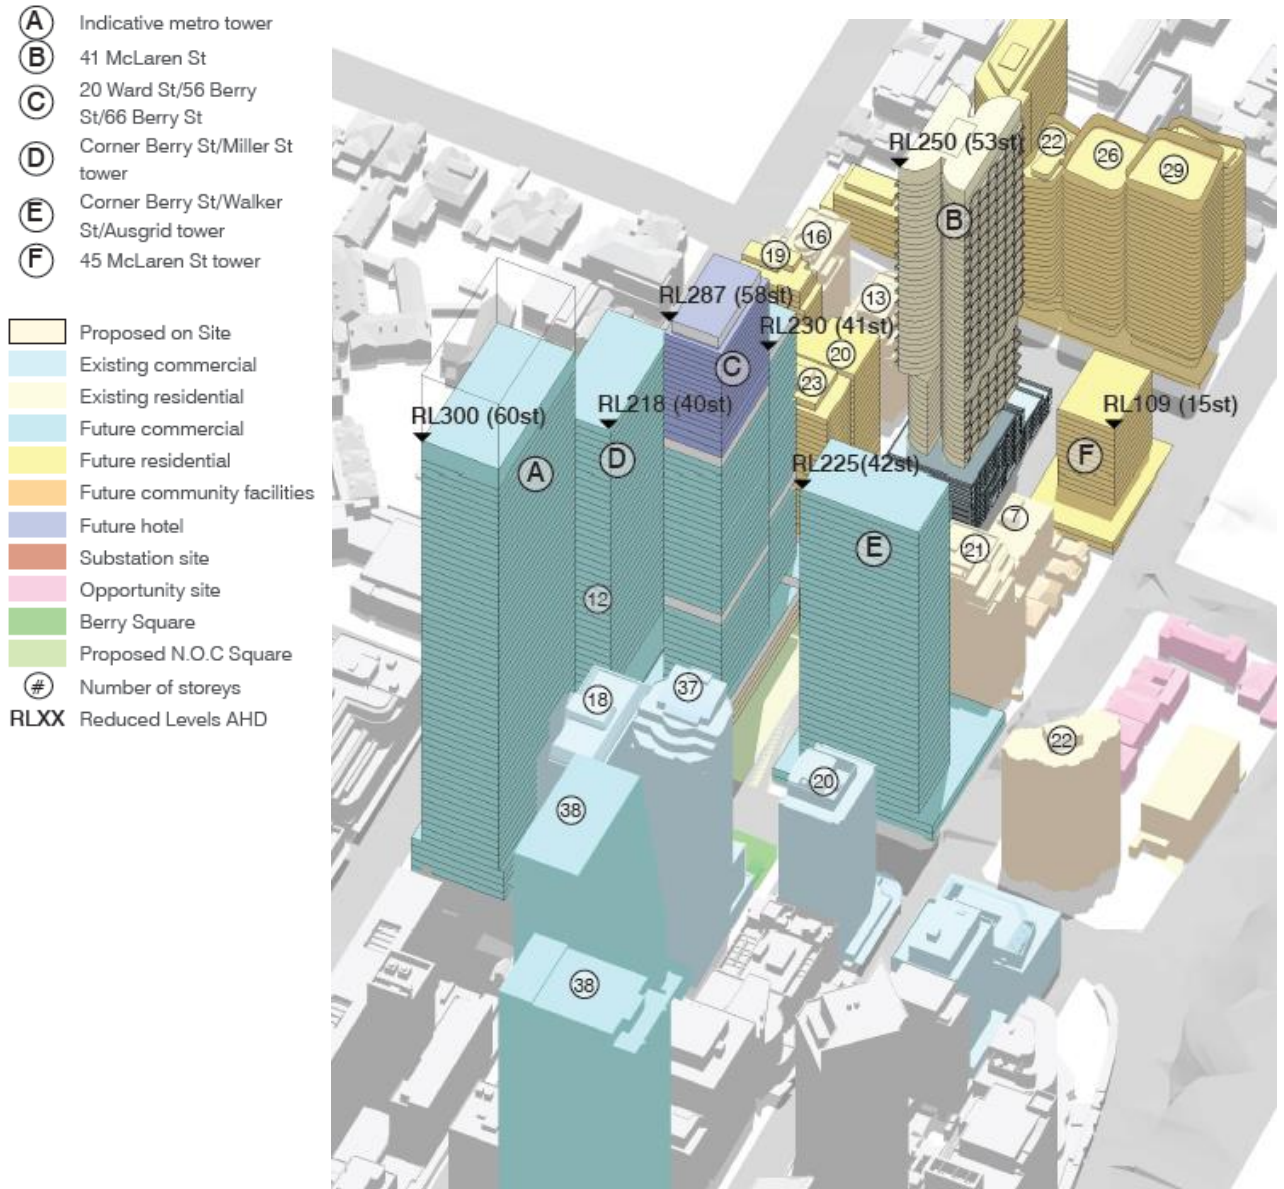 A Indicative metro tower
B 41 McLaren St
C 20 Ward St/56 Berry
St/66 Berry St
D Corner Berry St/Miller St
tower
E Corner Berry St/Walker
St/Ausgrid tower
F 45 McLaren St tower
Proposed on Site
Existing commercial
Existing residential
Future commercial
Future residential
Future community facilities
Future hotel
Substation site
Opportunity site
Berry Square
Proposed N.O.C Square
# Number of storeys
RLXX Reduced Levels AHD
RL250 (53st)
22
26
29
B
16
19
13
RL287 (58st)
RL230 (41st)
20
C
23
RL300 (60st)
RL218 (40st)
RL109 (15st)
A
D
F
RL225(42st)
E
7
21
12
18
37
22
20
38
38